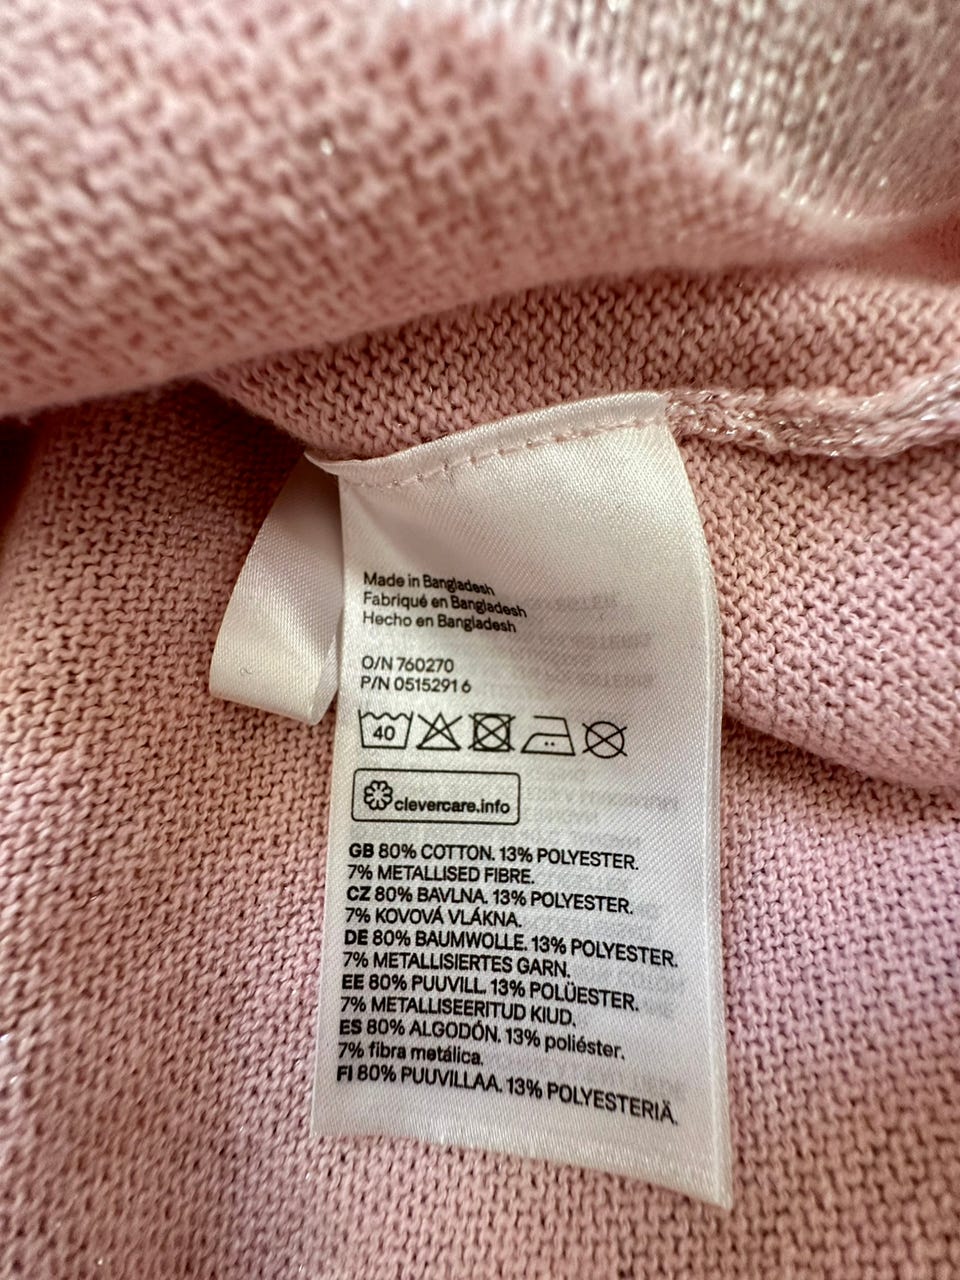 Made in Bangladesh
Fabriqué en Bangladesh
Hecho en Bangladesh
O/N 760270
P/N 0515291 6
40
clevercare.info
GB 80% COTTON. 13% POLYESTER.
7% METALLISED FIBRE.
CZ 80% BAVLNA. 13% POLYESTER.
7% KOVOVÁ VLÁKNA.
DE 80% BAUMWOLLE. 13% POLYESTER.
7% METALLISIERTES GARN.
EE 80% PUUVILL. 13% POLÜESTER.
7% METALLISEERITUD KIUD.
ES 80% ALGODÓN. 13% poliéster.
7% fibra metálica.
FI 80% PUUVILLAA. 13% POLYESTERIÄ.